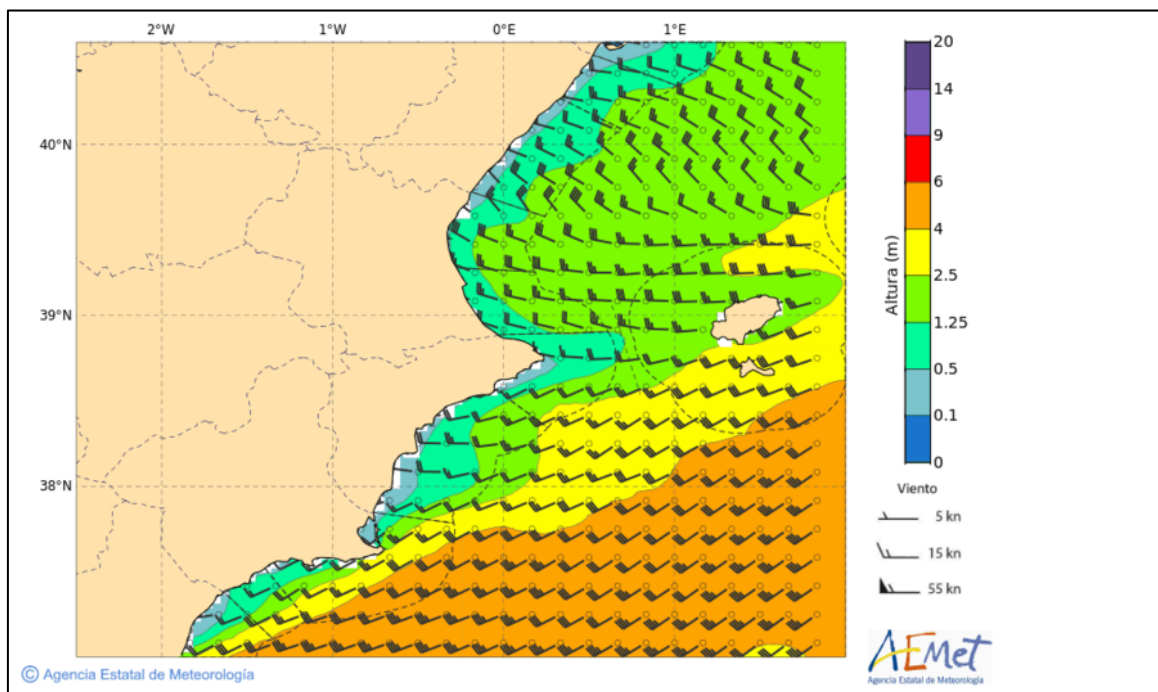 2°W 1°W 0°E 1°E
40°N
39°N
38°N
20
14
9
6
4
2.5
1.25
0.5
0.1
0
Altura (m)
Viento
5 kn
15 kn
55 kn
© Agencia Estatal de Meteorología
AEMet
Agencia Estatal de Meteorología